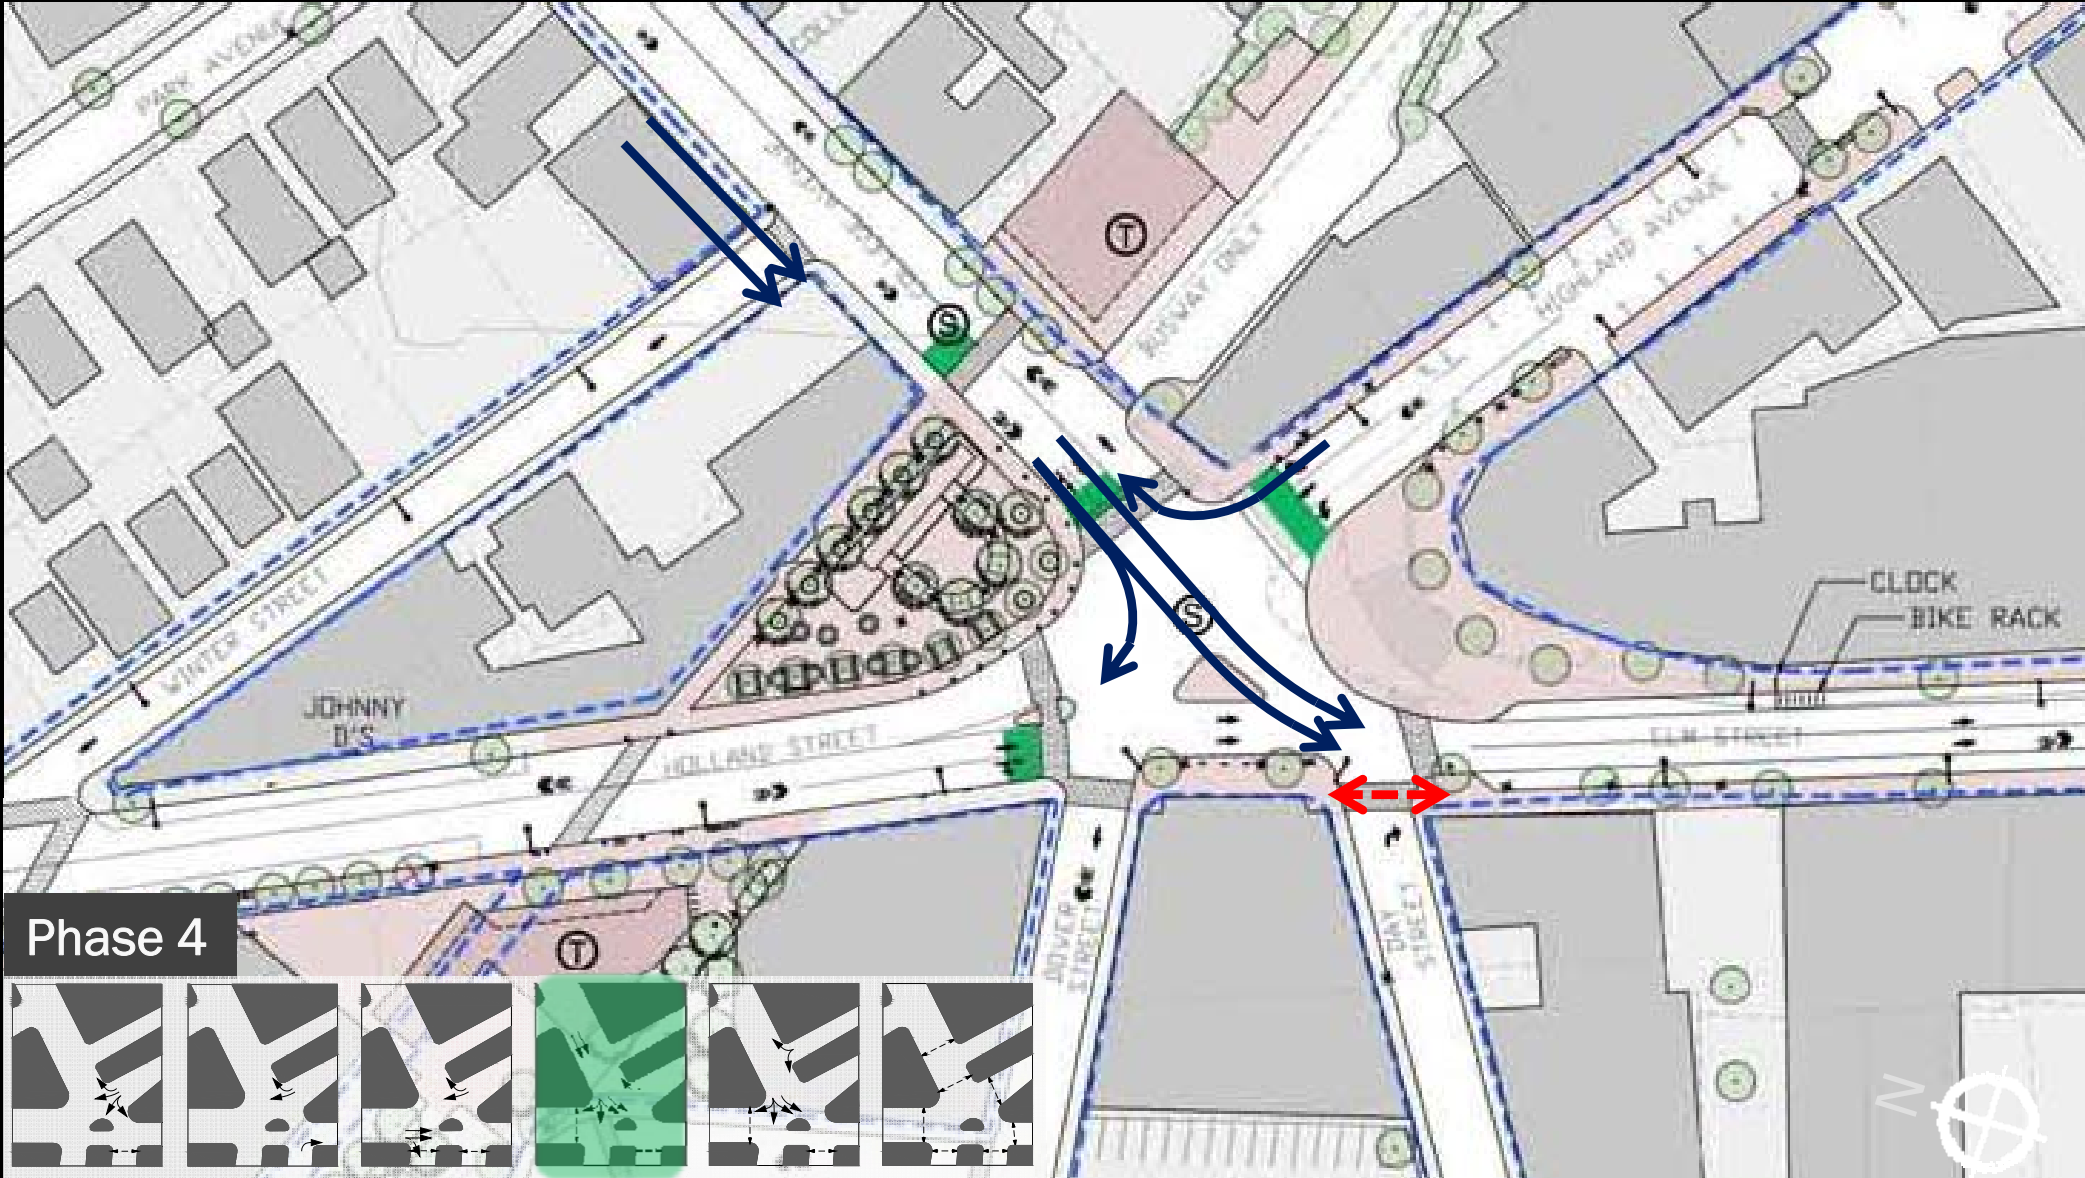 PARK AVENUE
COLLEGE
T
BUSWAY ONLY
HIGHLAND AVENUE
S
CLOCK
BIKE RACK
S
WINTER STREET
JOHNNY
D'S
HOLLAND STREET
ELM STREET
Phase 4
T
DOVER
STREET
DAY
STREET
N